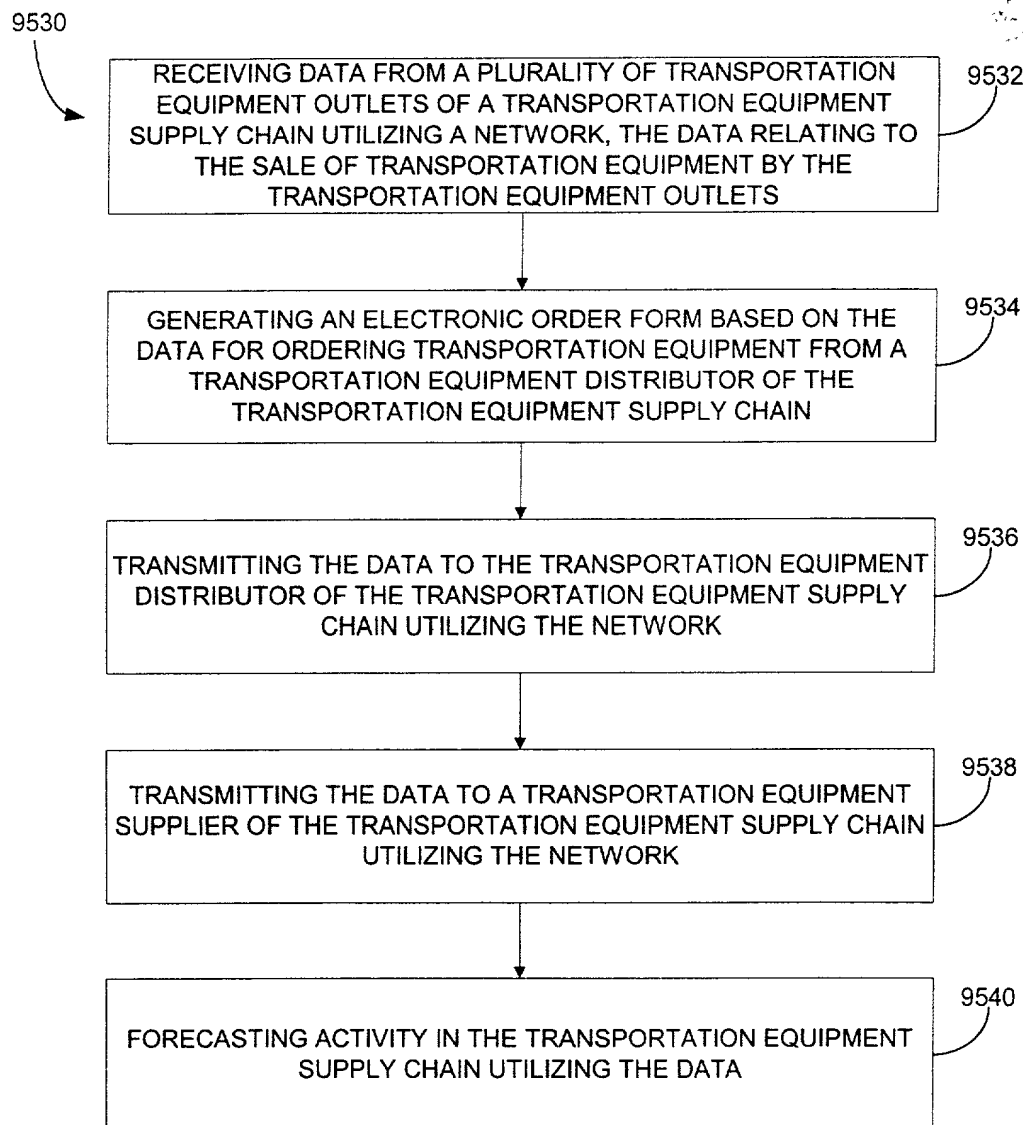 9530
RECEIVING DATA FROM A PLURALITY OF TRANSPORTATION
EQUIPMENT OUTLETS OF A TRANSPORTATION EQUIPMENT
SUPPLY CHAIN UTILIZING A NETWORK, THE DATA RELATING TO
THE SALE OF TRANSPORTATION EQUIPMENT BY THE
TRANSPORTATION EQUIPMENT OUTLETS
9532
GENERATING AN ELECTRONIC ORDER FORM BASED ON THE
DATA FOR ORDERING TRANSPORTATION EQUIPMENT FROM A
TRANSPORTATION EQUIPMENT DISTRIBUTOR OF THE
TRANSPORTATION EQUIPMENT SUPPLY CHAIN
9534
TRANSMITTING THE DATA TO THE TRANSPORTATION EQUIPMENT
DISTRIBUTOR OF THE TRANSPORTATION EQUIPMENT SUPPLY
CHAIN UTILIZING THE NETWORK
9536
TRANSMITTING THE DATA TO A TRANSPORTATION EQUIPMENT
SUPPLIER OF THE TRANSPORTATION EQUIPMENT SUPPLY CHAIN
UTILIZING THE NETWORK
9538
FORECASTING ACTIVITY IN THE TRANSPORTATION EQUIPMENT
SUPPLY CHAIN UTILIZING THE DATA
9540